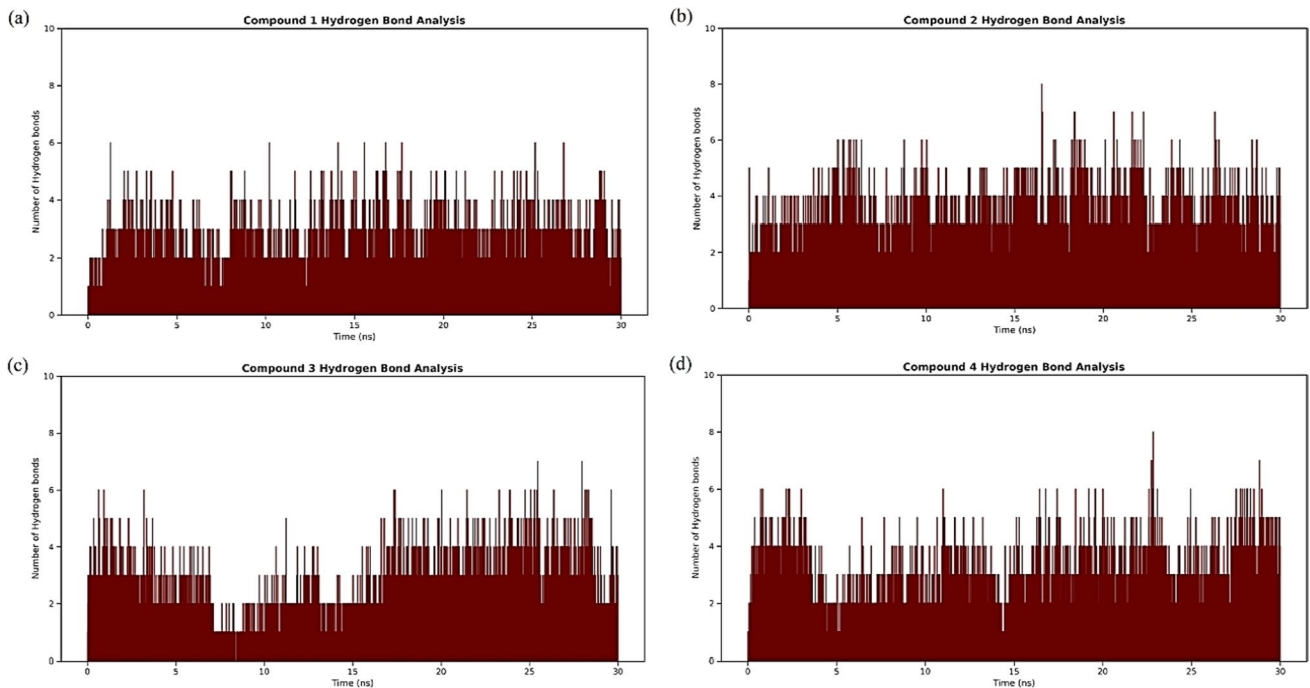 (a)
Compound 1 Hydrogen Bond Analysis
10
8
6
4
2
0
Number of Hydrogen bonds
0 5 10 15 20 25 30
Time (ns)
(b)
Compound 2 Hydrogen Bond Analysis
10
8
6
4
2
0
Number of Hydrogen bonds
0 5 10 15 20 25 30
Time (ns)
(c)
Compound 3 Hydrogen Bond Analysis
10
8
6
4
2
0
Number of Hydrogen bonds
0 5 10 15 20 25 30
Time (ns)
(d)
Compound 4 Hydrogen Bond Analysis
10
8
6
4
2
0
Number of Hydrogen bonds
0 5 10 15 20 25 30
Time (ns)